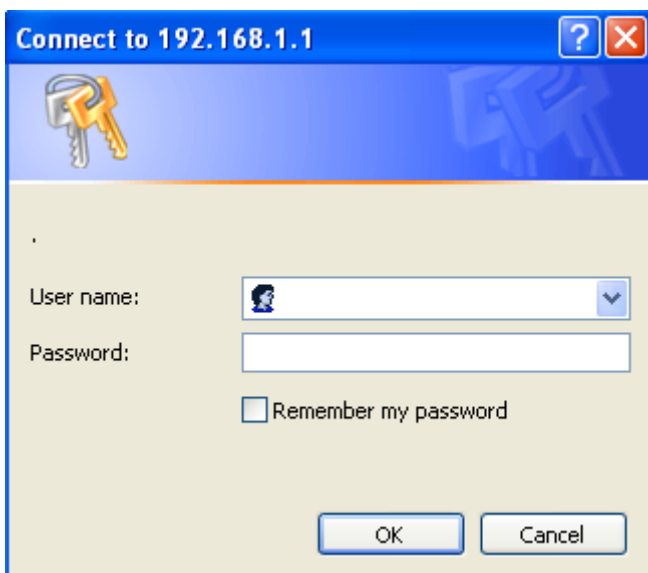 Connect to 192.168.1.1
?
.
User name:
Password:
Remember my password
OK Cancel